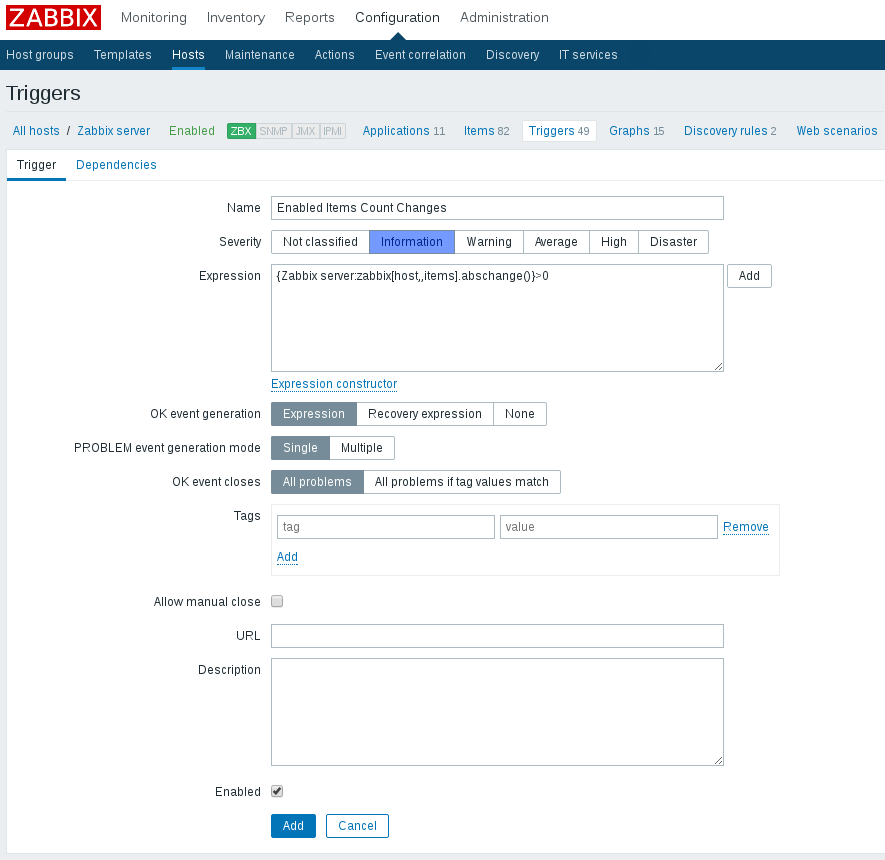 ZABBIX Monitoring Inventory Reports Configuration Administration
Host groups Templates Hosts Maintenance Actions Event correlation Discovery IT services
Triggers
All hosts / Zabbix server Enabled ZBX SNMP JMX IPMI Applications 11 Items 82 Triggers 49 Graphs 15 Discovery rules 2 Web scenarios
Trigger Dependencies
Name Enabled Items Count Changes
Severity Not classified Information Warning Average High Disaster
Expression {Zabbix server:zabbix[host,,items].abschange()}>0 Add
Expression constructor
OK event generation Expression Recovery expression None
PROBLEM event generation mode Single Multiple
OK event closes All problems All problems if tag values match
Tags
tag value Remove
Add
Allow manual close
URL
Description
Enabled
Add Cancel